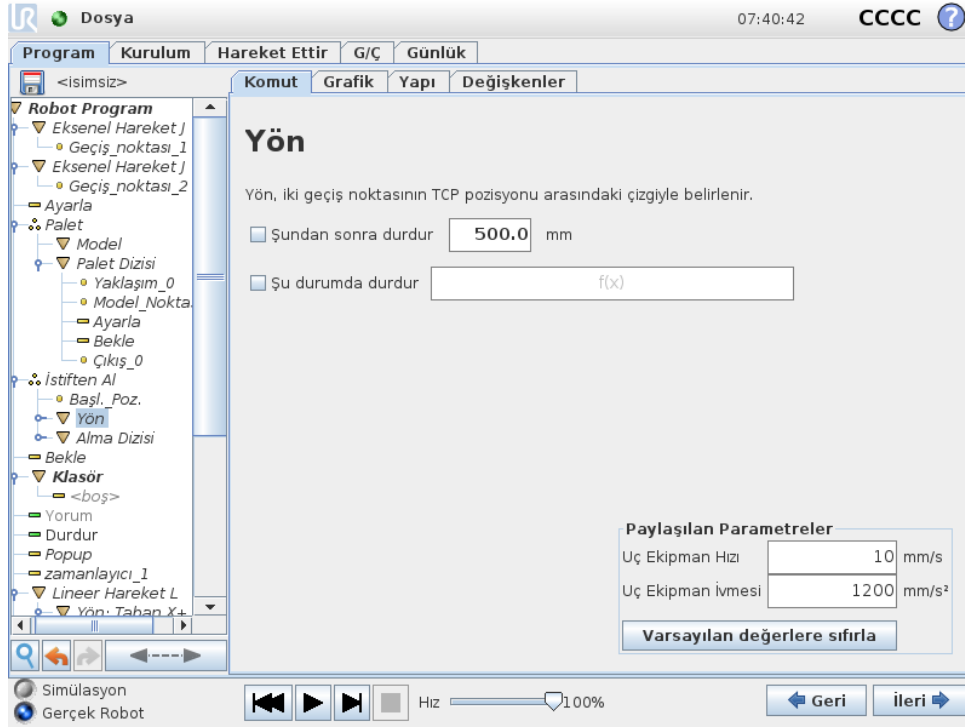 UR Dosya 07:40:42 CCCC ?
Program Kurulum Hareket Ettir G/Ç Günlük
<isimsiz>
Komut Grafik Yapı Değişkenler
Robot Program
Eksenel Hareket J
Geçiş_noktası_1
Eksenel Hareket J
Geçiş_noktası_2
Ayarla
Palet
Model
Palet Dizisi
Yaklaşım_0
Model_Nokta
Ayarla
Bekle
Çıkış_0
İstiften Al
Başl._Poz.
Yön
Alma Dizisi
Bekle
Klasör
<boş>
Yorum
Durdur
Popup
zamanlayıcı_1
Lineer Hareket L
Yön: Taban X+
Yön
Yön, iki geçiş noktasının TCP pozisyonu arasındaki çizgiyle belirlenir.
Şundan sonra durdur 500.0 mm
Şu durumda durdur f(x)
Paylaşılan Parametreler
Uç Ekipman Hızı 10 mm/s
Uç Ekipman İvmesi 1200 mm/s²
Varsayılan değerlere sıfırla
Simülasyon
Gerçek Robot
Hız 100%
Geri İleri